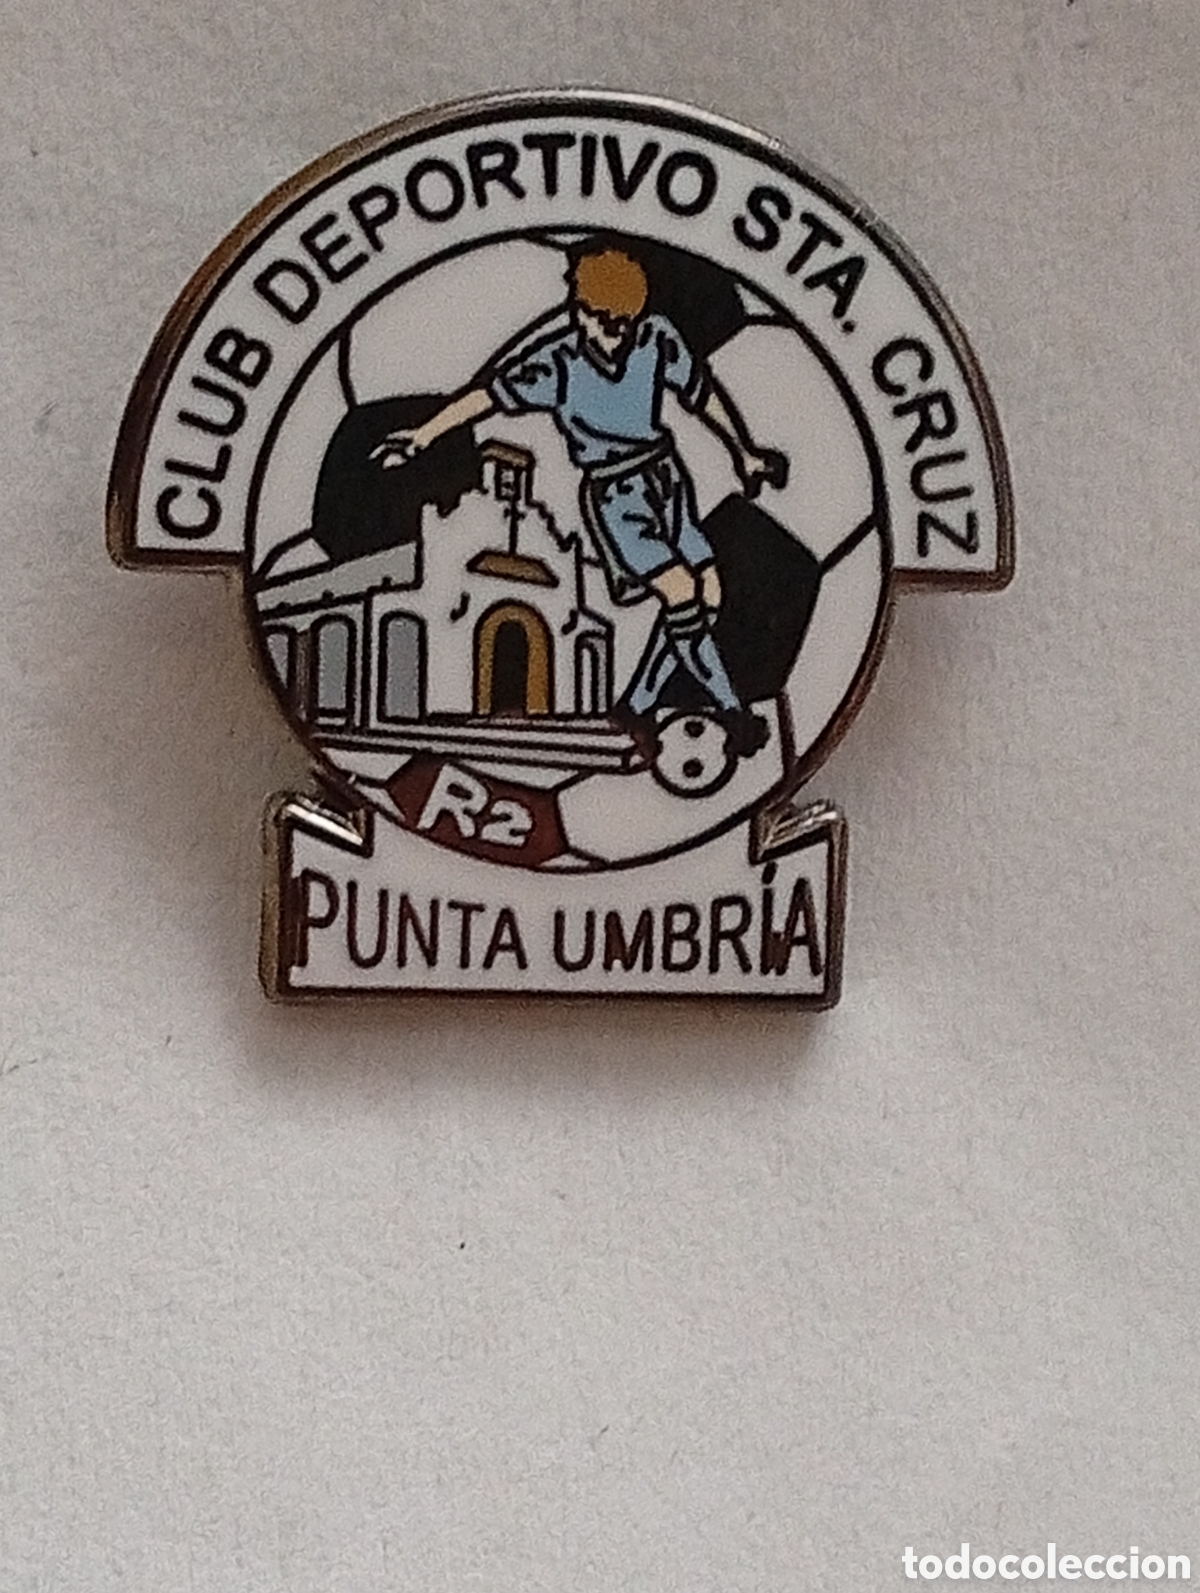 CLUB DEPORTIVO STA. CRUZ
R2
PUNTA UMBRÍA
todocoleccion